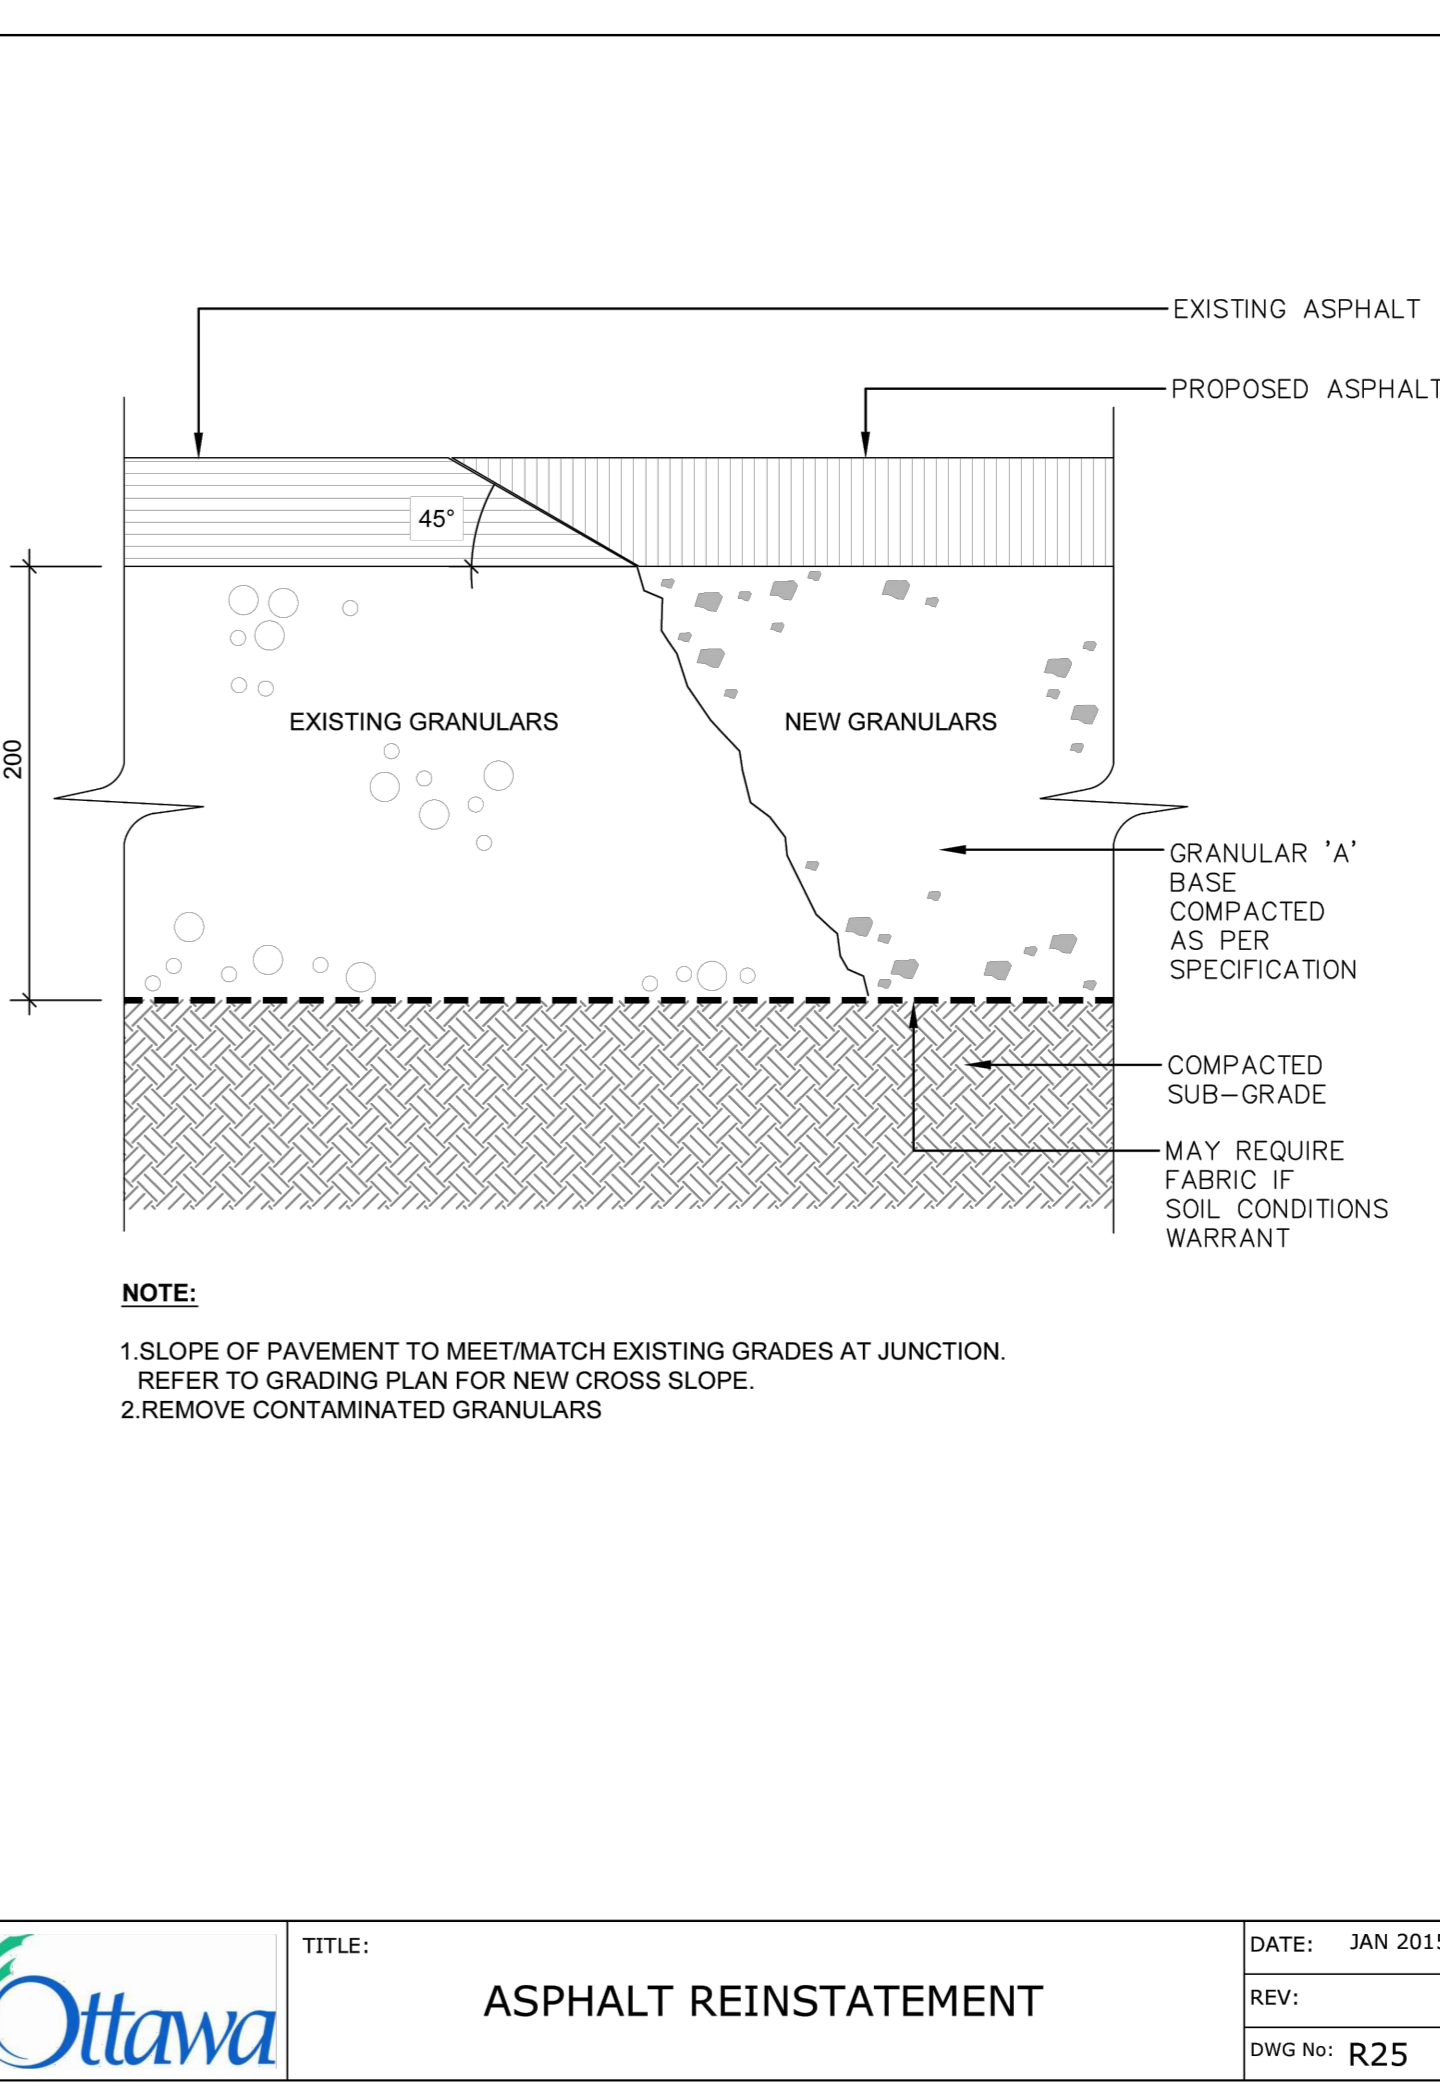 EXISTING ASPHALT
PROPOSED ASPHALT
45°
200
EXISTING GRANULARS
NEW GRANULARS
GRANULAR 'A'
BASE
COMPACTED
AS PER
SPECIFICATION
COMPACTED
SUB-GRADE
MAY REQUIRE
FABRIC IF
SOIL CONDITIONS
WARRANT
NOTE:
1.SLOPE OF PAVEMENT TO MEET/MATCH EXISTING GRADES AT JUNCTION.
REFER TO GRADING PLAN FOR NEW CROSS SLOPE.
2.REMOVE CONTAMINATED GRANULARS
Ottawa
TITLE:
ASPHALT REINSTATEMENT
DATE: JAN 2015
REV:
DWG No: R25